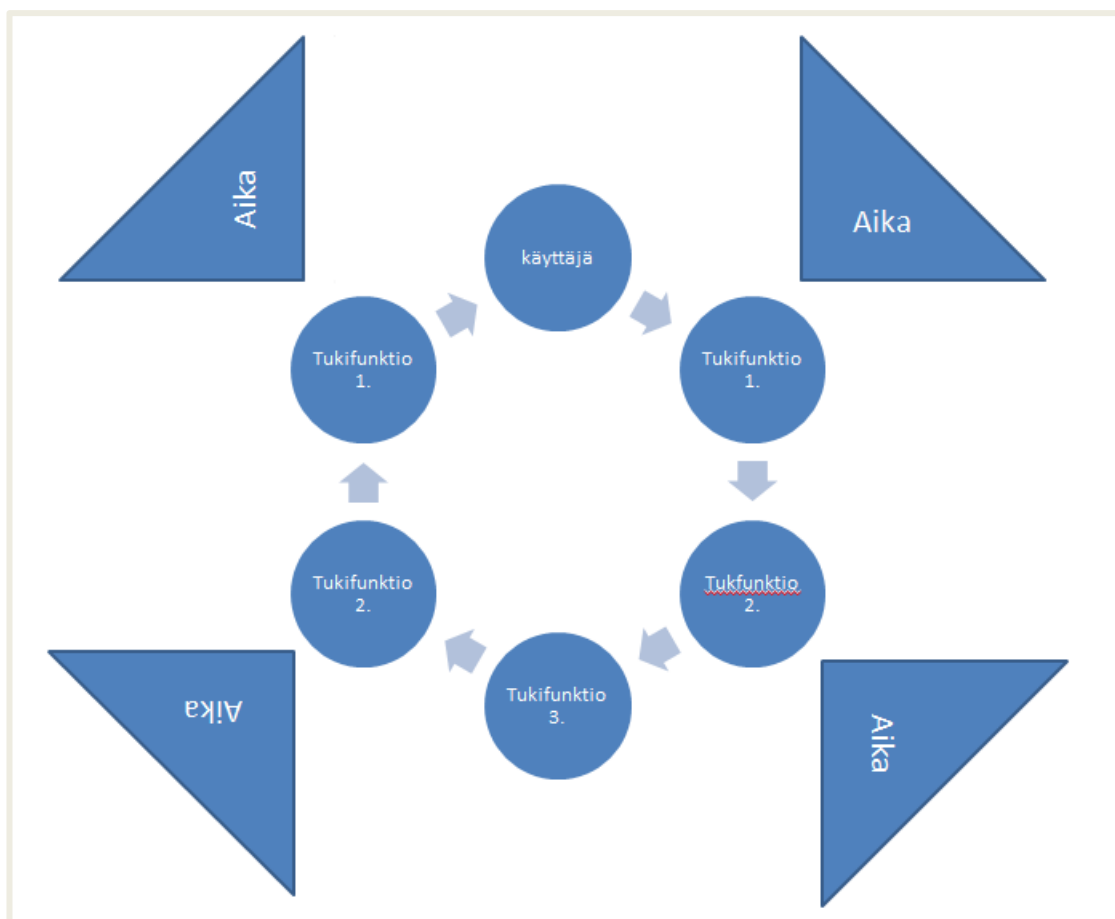 Aika
Aika
käyttäjä
Tukifunktio
1.
Tukifunktio
1.
Tukifunktio
2.
Tukfunktio
2.
Tukifunktio
3.
Aika
Aika